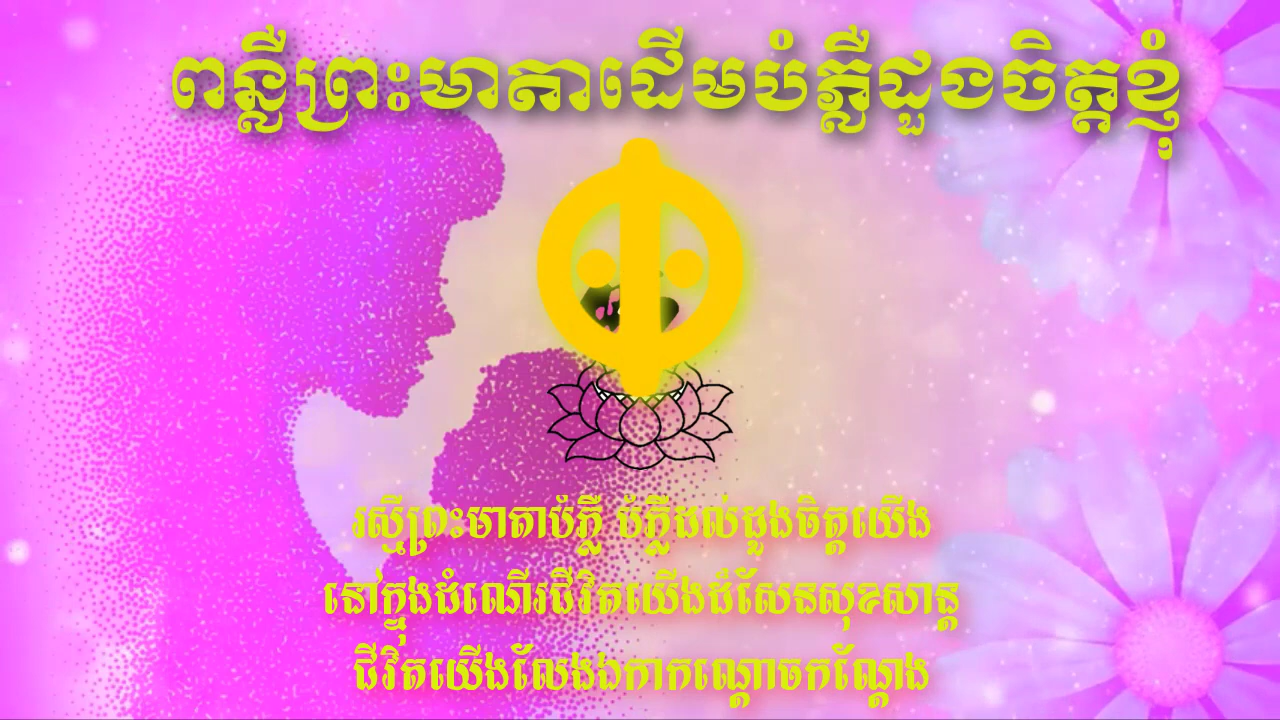 ពន្លឺព្រះមាតាដើមបំភ្លឺដួងចិត្តខ្ញុំ
រស្មីព្រះមាតាបំភ្លឺ បំភ្លឺដល់ដួងចិត្តយើង
នៅក្នុងដំណើរជីវិតយើងដ៏សែនសុខសាន្ត
ជីវិតយើងលែងឯកាកណ្ដោចកណ្ដែង